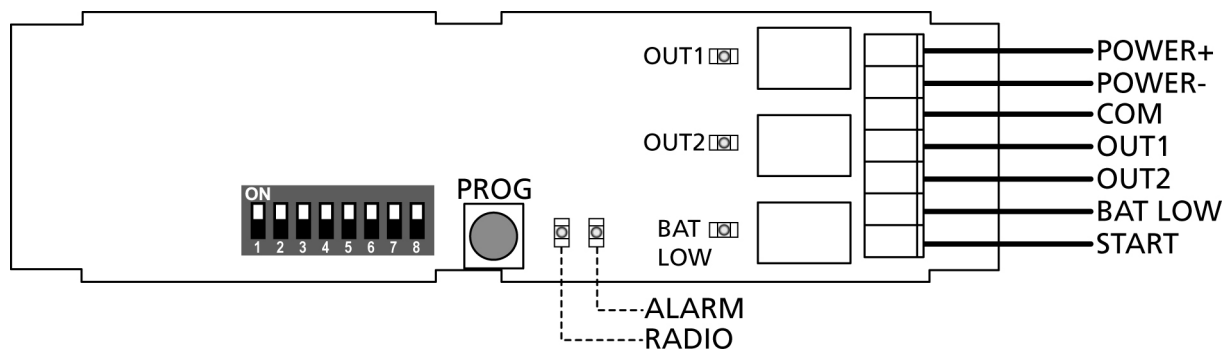 OUT1
OUT2
BAT
LOW
ON
1 2 3 4 5 6 7 8
PROG
ALARM
RADIO
POWER+
POWER-
COM
OUT1
OUT2
BAT LOW
START